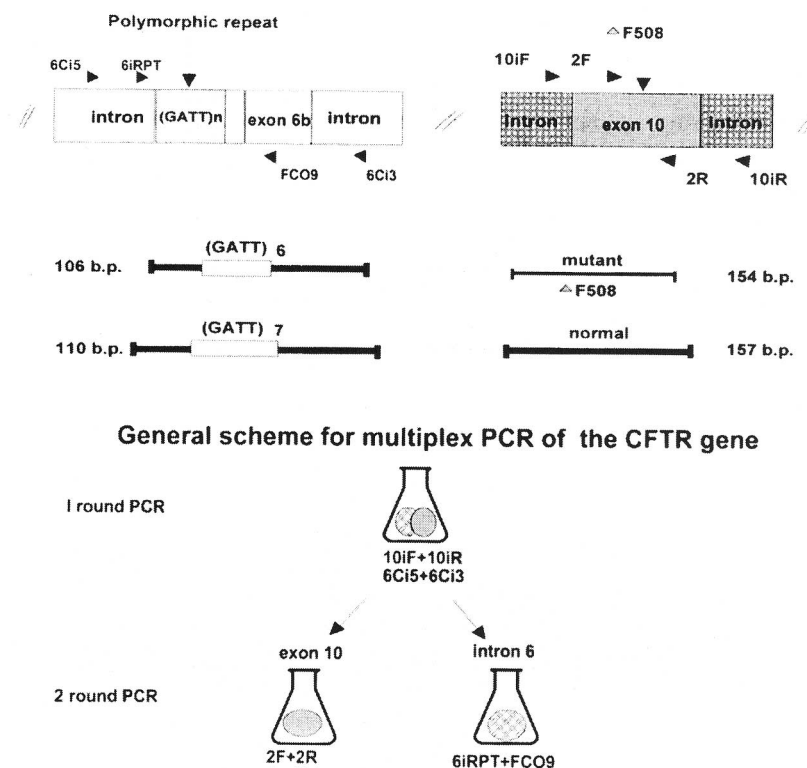 Polymorphic repeat
△F508
6Ci5 6iRPT
10iF 2F
intron (GATT)n exon 6b intron
intron exon 10 intron
FCO9 6Ci3
2R 10iR
106 b.p. (GATT) 6
mutant 154 b.p.
△F508
110 b.p. (GATT) 7
normal 157 b.p.
General scheme for multiplex PCR of the CFTR gene
I round PCR
10iF+10iR
6Ci5+6Ci3
exon 10 intron 6
2 round PCR
2F+2R 6iRPT+FCO9